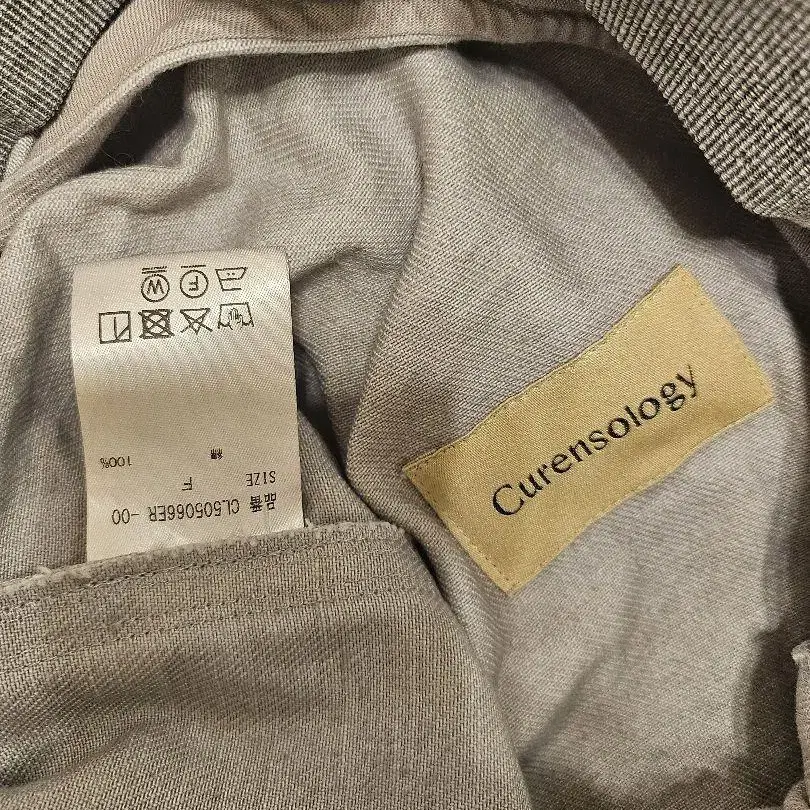 Curensology
品番 CL505066ER -00
SIZE
F
綿 100%
W
F